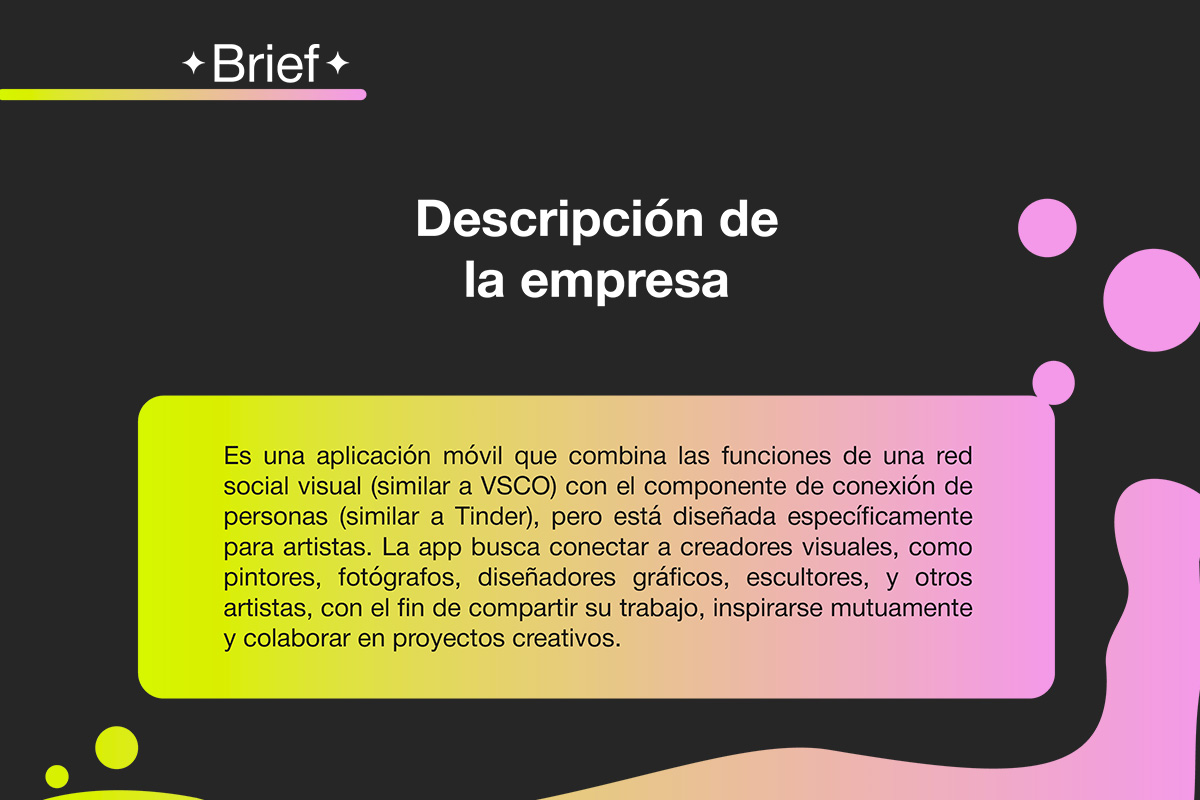 ✦Brief✦
Descripción de
la empresa
Es una aplicación móvil que combina las funciones de una red
social visual (similar a VSCO) con el componente de conexión de
personas (similar a Tinder), pero está diseñada específicamente
para artistas. La app busca conectar a creadores visuales, como
pintores, fotógrafos, diseñadores gráficos, escultores, y otros
artistas, con el fin de compartir su trabajo, inspirarse mutuamente
y colaborar en proyectos creativos.